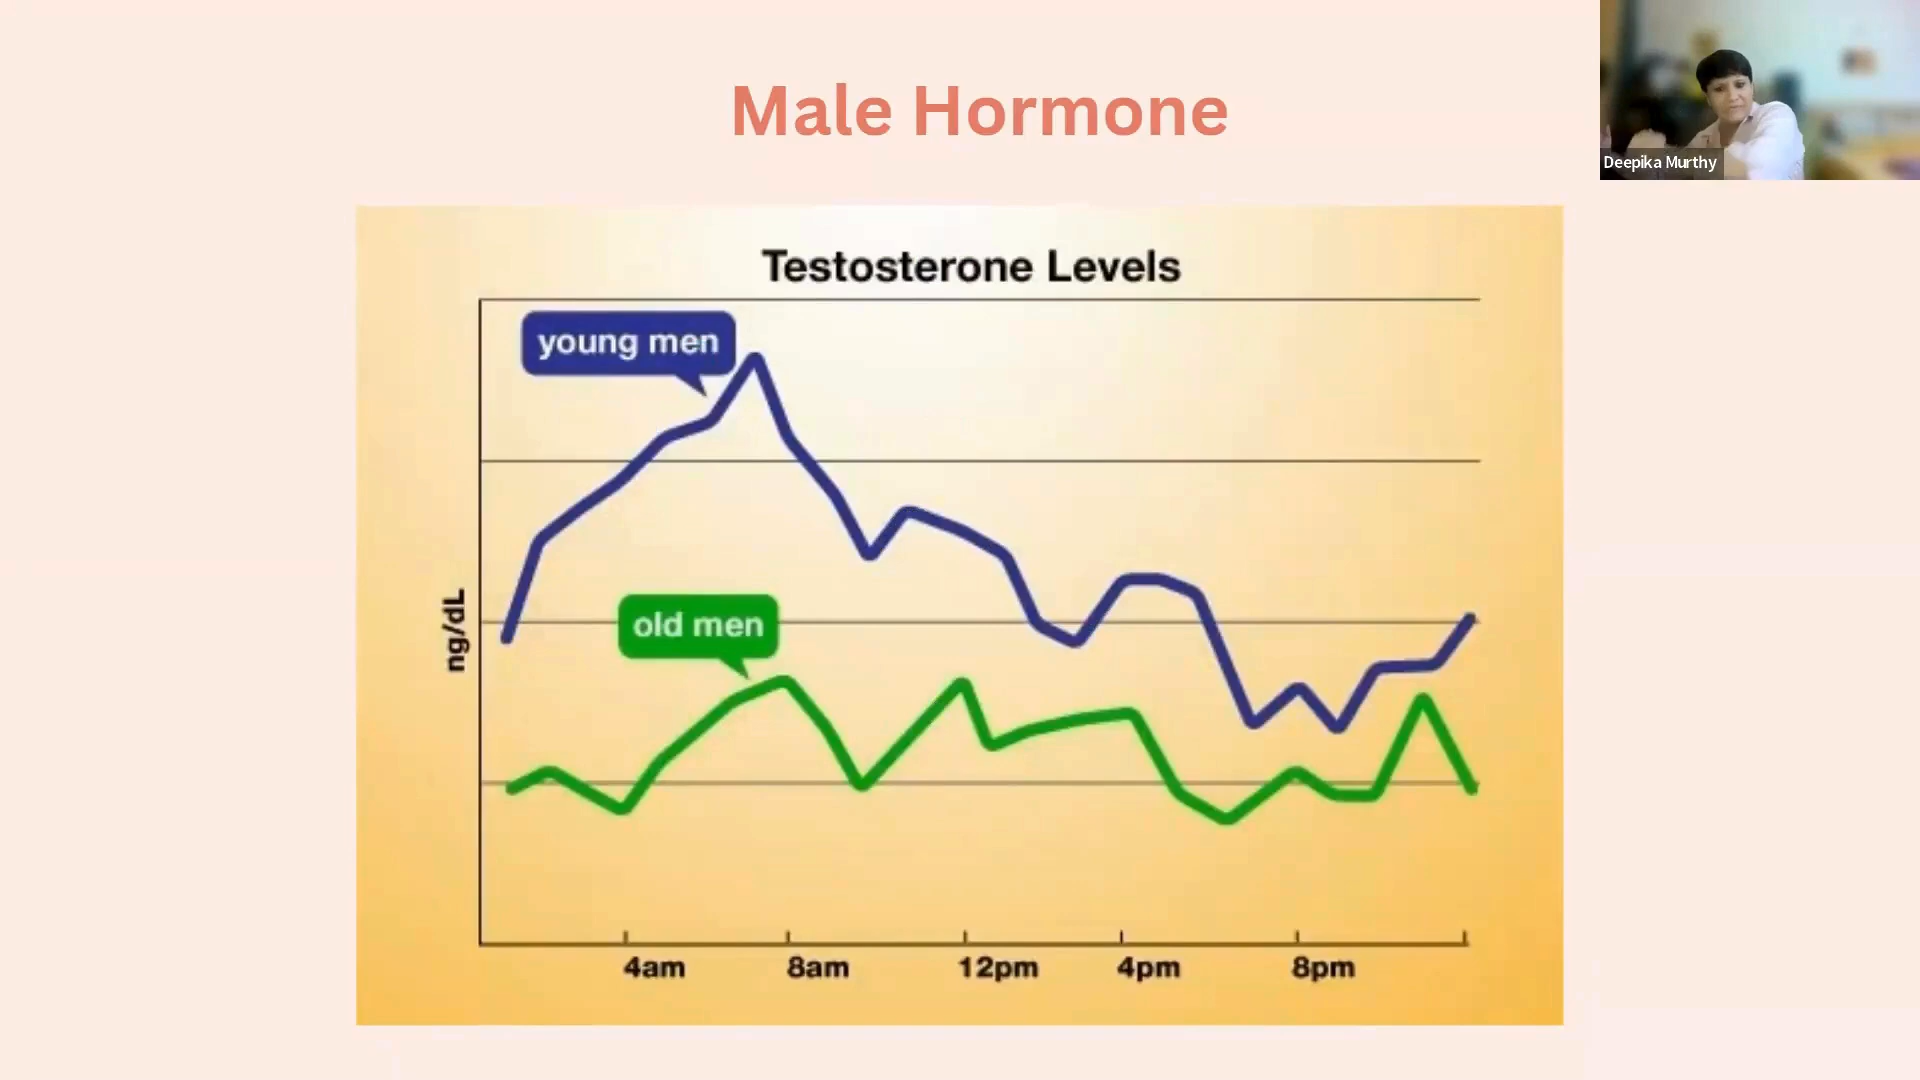 Male Hormone
Deepika Murthy
Testosterone Levels
young men
old men
ng/dL
4am 8am 12pm 4pm 8pm